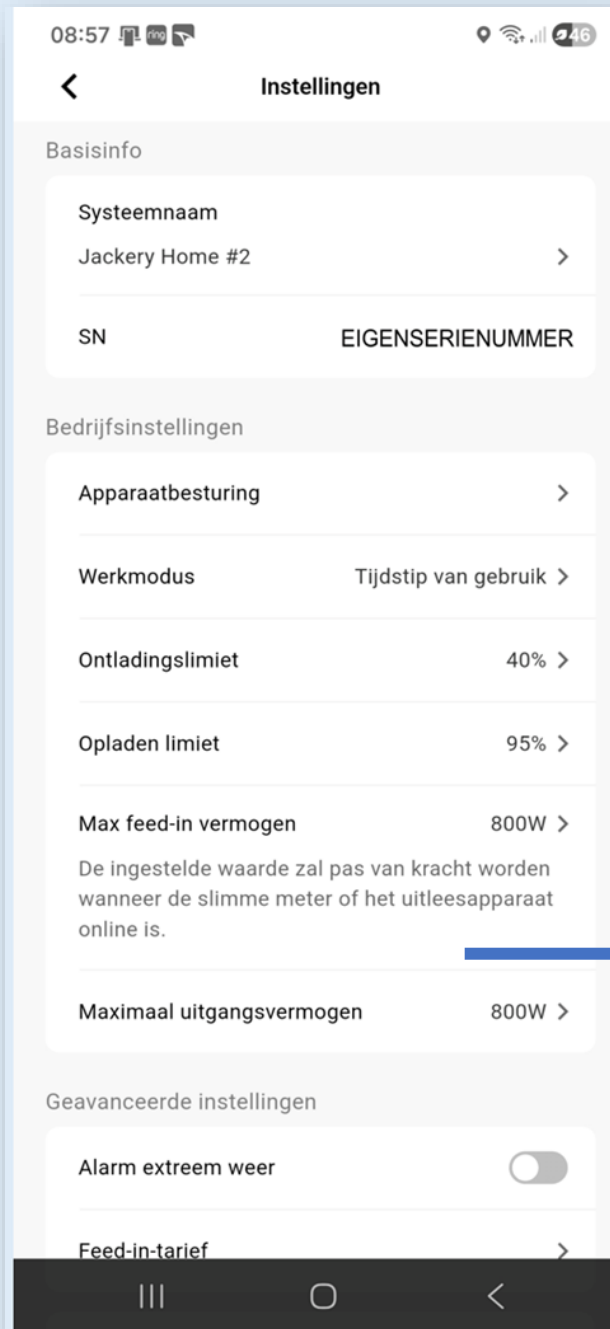 08:57 ring 46
Instellingen
Basisinfo
Systeemnaam
Jackery Home #2
SN EIGENSERIENUMMER
Bedrijfsinstellingen
Apparaatbesturing
Werkmodus Tijdstip van gebruik
Ontladingslimiet 40%
Opladen limiet 95%
Max feed-in vermogen 800W
De ingestelde waarde zal pas van kracht worden
wanneer de slimme meter of het uitleesapparaat
online is.
Maximaal uitgangsvermogen 800W
Geavanceerde instellingen
Alarm extreem weer
Feed-in-tarief